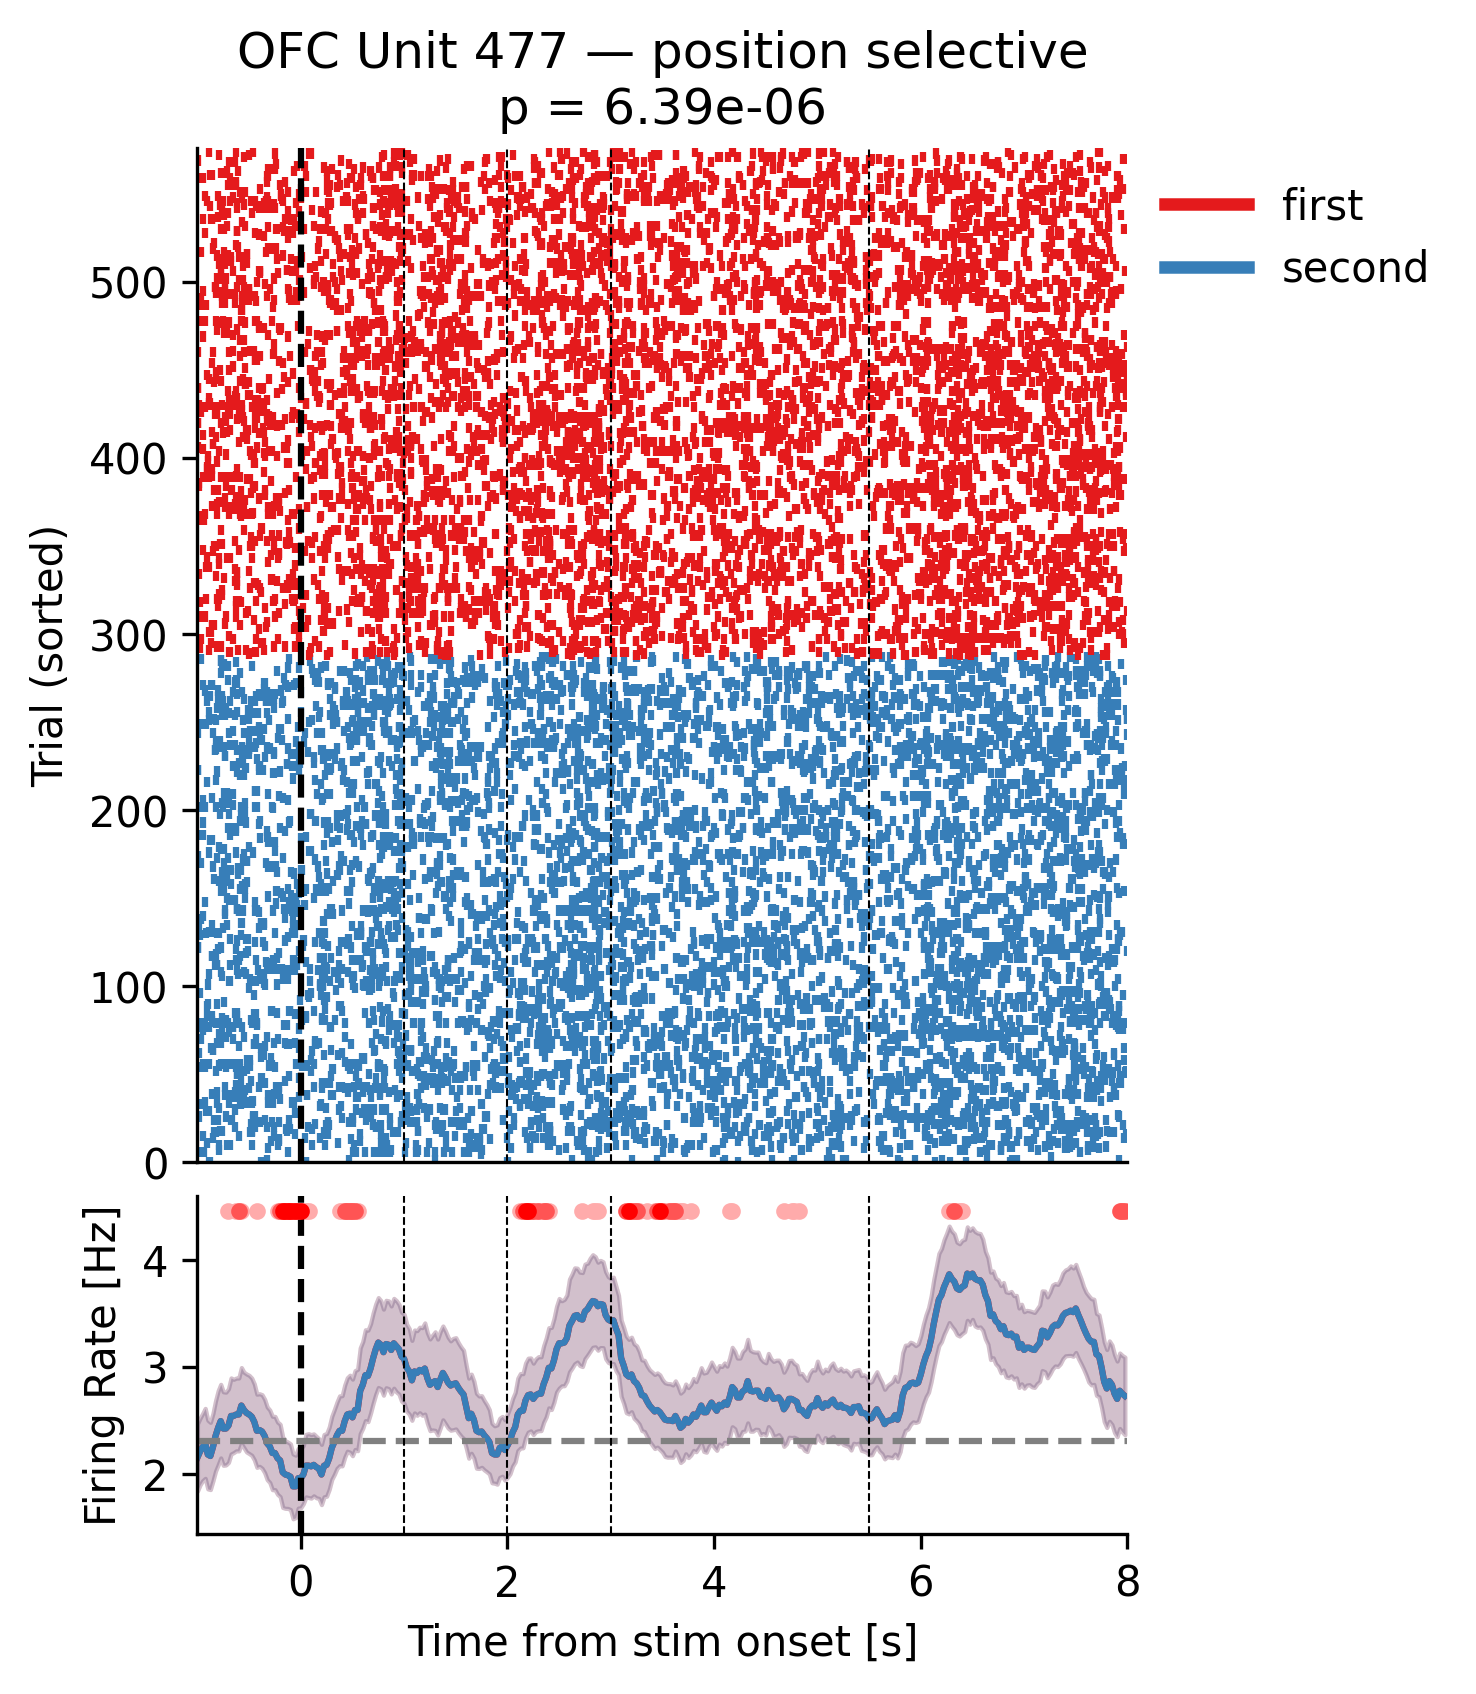 OFC Unit 477 — position selective
p = 6.39e-06
first
second
Trial (sorted)
500
400
300
200
100
0
Firing Rate [Hz]
4
3
2
0 2 4 6 8
Time from stim onset [s]